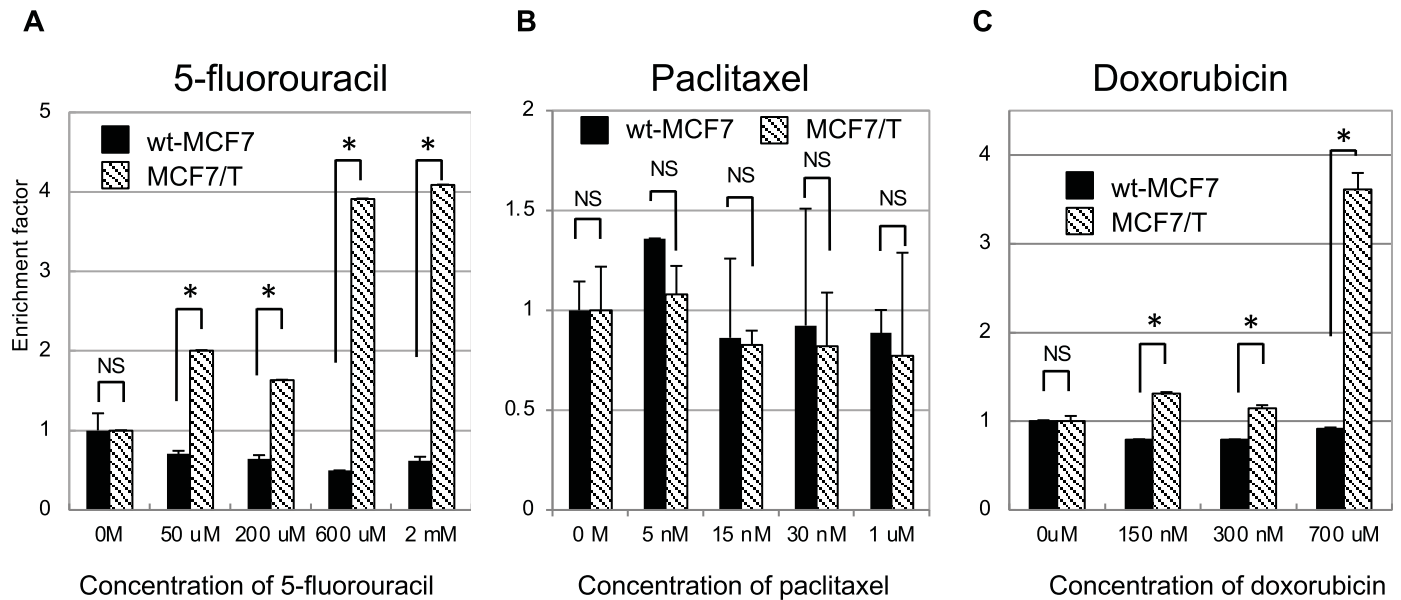 A
5-fluorouracil
5
4
3
2
1
0
Enrichment factor
wt-MCF7
MCF7/T
NS
*
*
*
*
0M 50 uM 200 uM 600 uM 2 mM
Concentration of 5-fluorouracil
B
Paclitaxel
2
1.5
1
0.5
0
wt-MCF7 MCF7/T
NS
NS
NS
NS
NS
0 M 5 nM 15 nM 30 nM 1 uM
Concentration of paclitaxel
C
Doxorubicin
4
3
2
1
0
wt-MCF7
MCF7/T
NS
*
*
*
0uM 150 nM 300 nM 700 uM
Concentration of doxorubicin